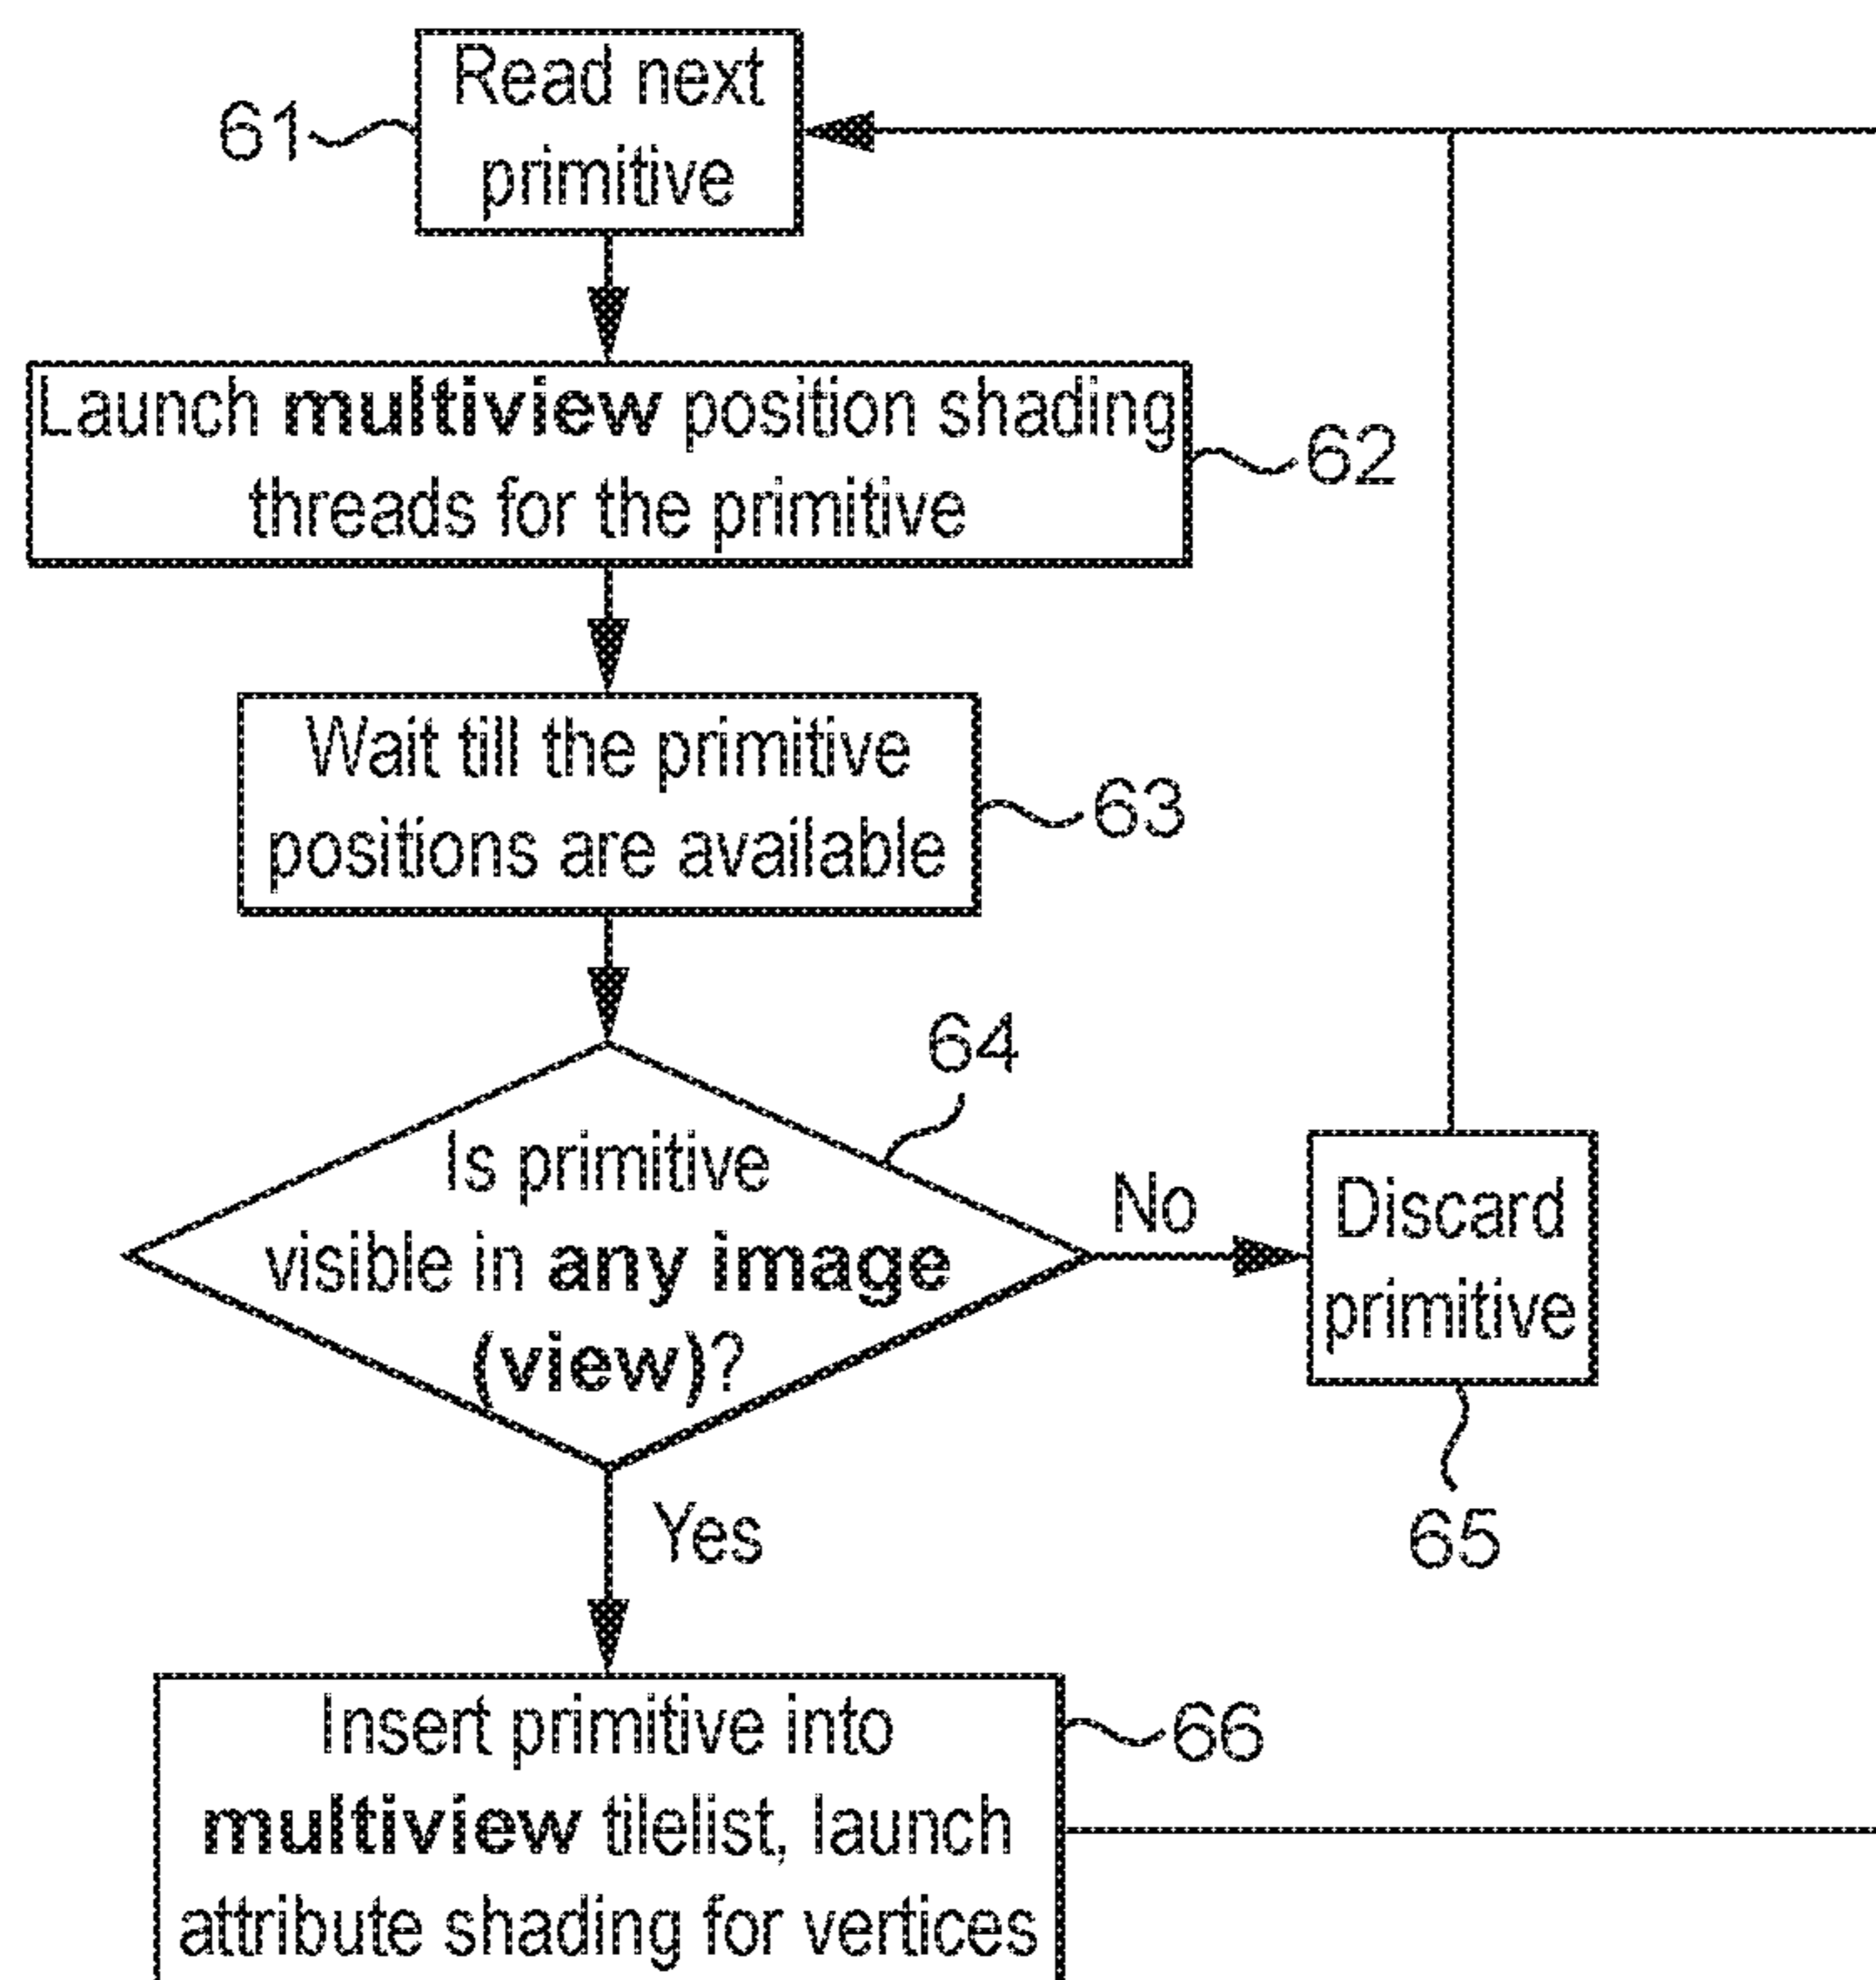 Read next
primitive
61
Launch multiview position shading
threads for the primitive
62
Wait till the primitive
positions are available
63
64
Is primitive
visible in any image
(view)?
No
Discard
primitive
65
Yes
Insert primitive into
multiview tilelist, launch
attribute shading for vertices
66